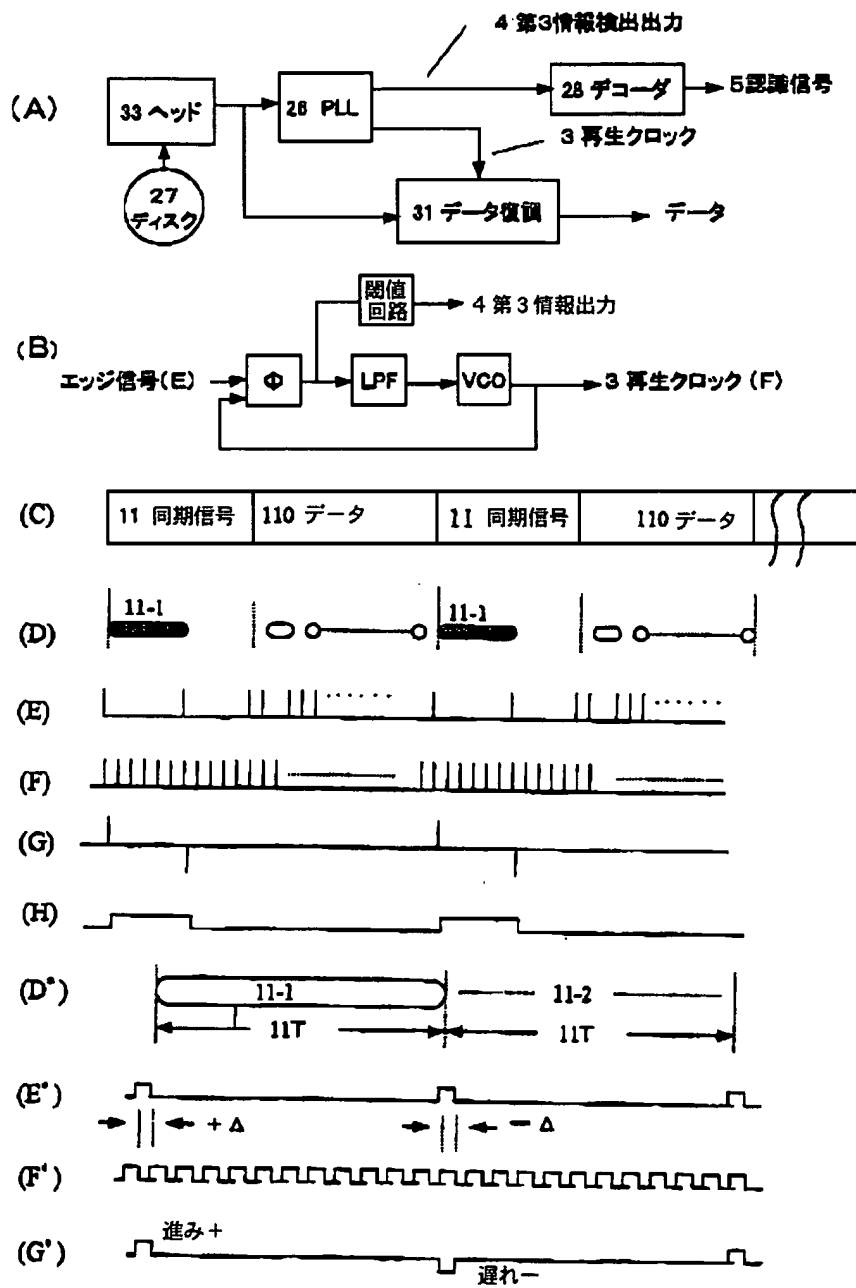 4 第3情報検出出力
(A)
33 ヘッド
26 PLL
28 デコーダ
5認識信号
3 再生クロック
27
ディスク
31 データ復調
データ
閾値
回路
4 第3情報出力
(B)
エッジ信号(E)
Φ
LPF
VCO
3 再生クロック (F)
(C)
11 同期信号
110 データ
11 同期信号
110 データ
(D)
11-1
11-1
(E)
(F)
(G)
(H)
(D')
11-1
11-2
11T
11T
(E')
+ Δ
− Δ
(F')
(G')
進み+
遅れー